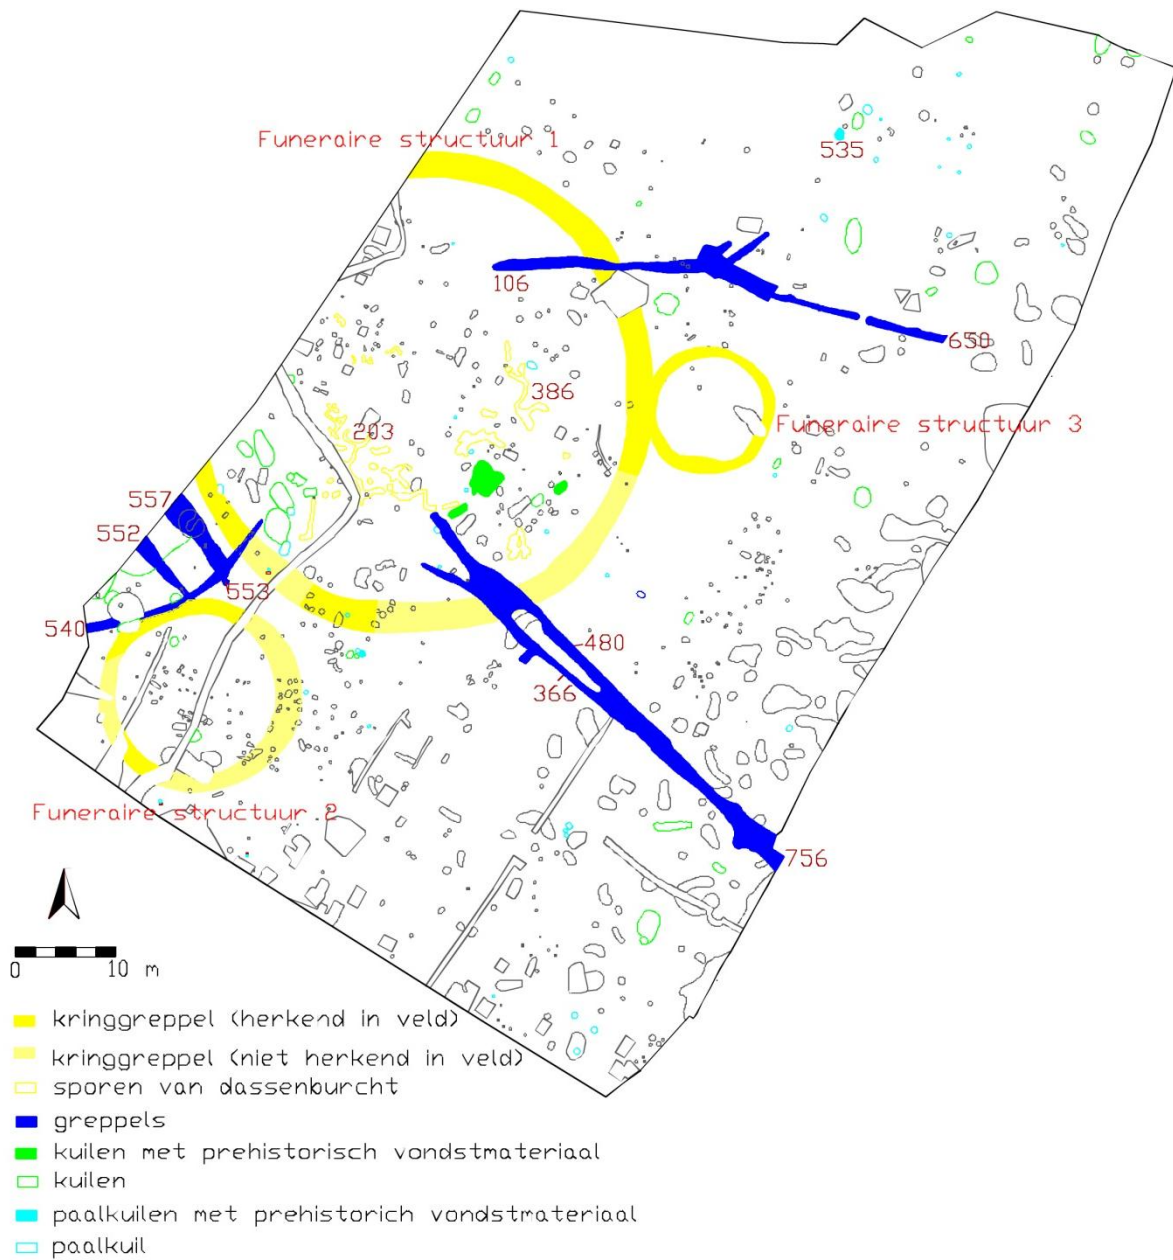 Funeraire structuur 1
535
106
650
386
Funeraire structuur 3
203
557
552
553
540
480
366
Funeraire structuur 2
756
0 10 m
kringgreppel (herkend in veld)
kringgreppel (niet herkend in veld)
sporen van dassenburcht
greppels
kuilen met prehistorisch vondstmateriaal
kuilen
paalkuilen met prehistorich vondstmateriaal
paalkuil